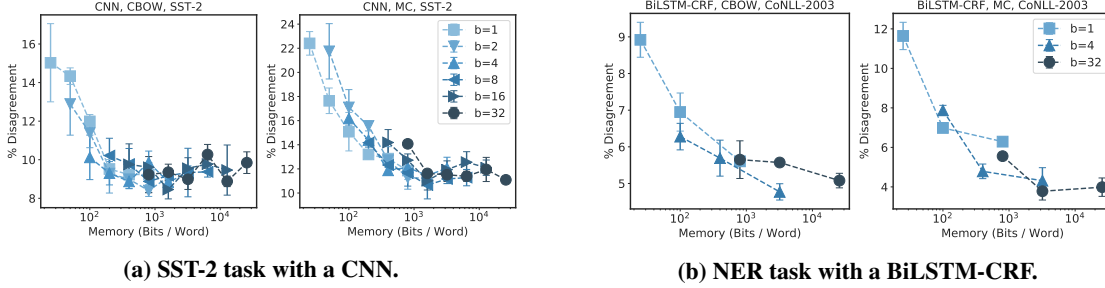 CNN, CBOW, SST-2
% Disagreement
16
14
12
10
8
10²
10³
10⁴
Memory (Bits / Word)
CNN, MC, SST-2
% Disagreement
24
22
20
18
16
14
12
10
10²
10³
10⁴
Memory (Bits / Word)
b=1
b=2
b=4
b=8
b=16
b=32
(a) SST-2 task with a CNN.
BiLSTM-CRF, CBOW, CoNLL-2003
% Disagreement
9
8
7
6
5
10²
10³
10⁴
Memory (Bits / Word)
BiLSTM-CRF, MC, CoNLL-2003
% Disagreement
12
10
8
6
4
10²
10³
10⁴
Memory (Bits / Word)
b=1
b=4
b=32
(b) NER task with a BiLSTM-CRF.